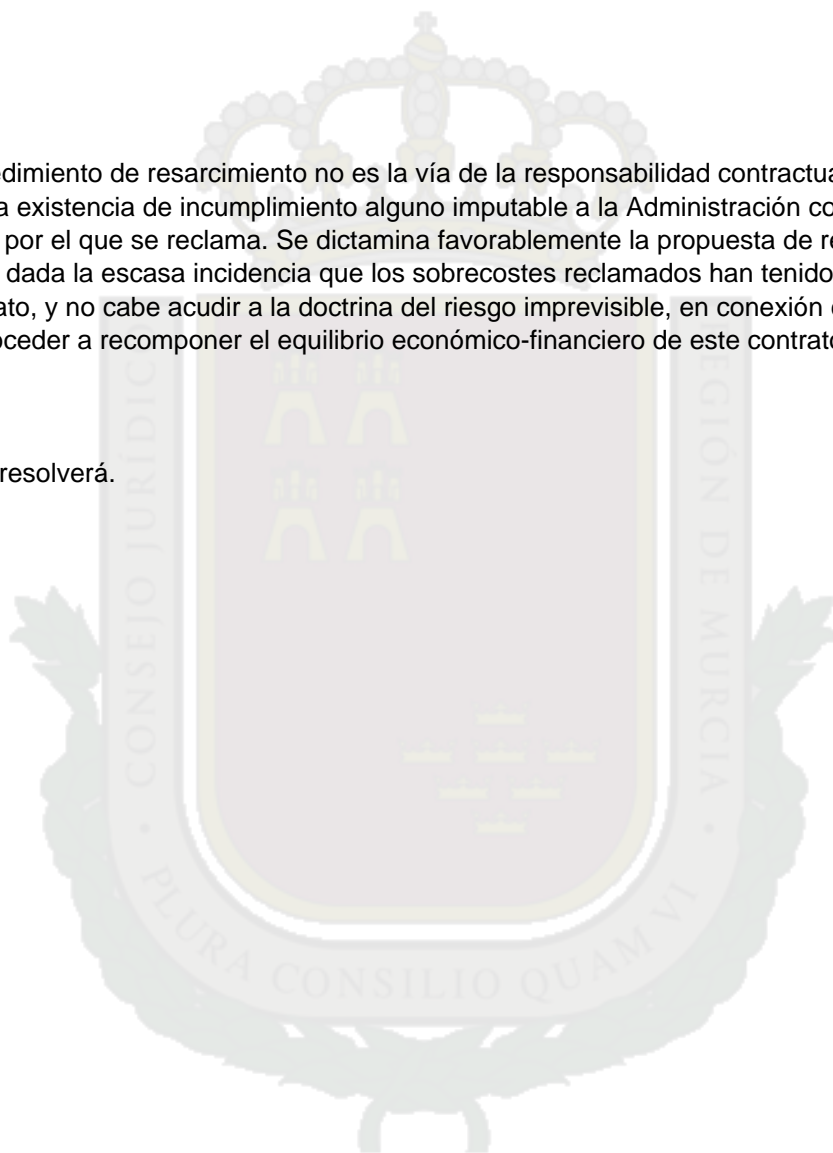 edimiento de resarcimiento no es la vía de la responsabilidad contractua
a existencia de incumplimiento alguno imputable a la Administración co
por el que se reclama. Se dictamina favorablemente la propuesta de re
dada la escasa incidencia que los sobrecostes reclamados han tenido
ato, y no cabe acudir a la doctrina del riesgo imprevisible, en conexión
oceder a recomponer el equilibrio económico-financiero de este contrato
resolverá.
CONSEJO JURÍDICO
REGIÓN DE MURCIA
PLURA CONSILIO QUAM VI